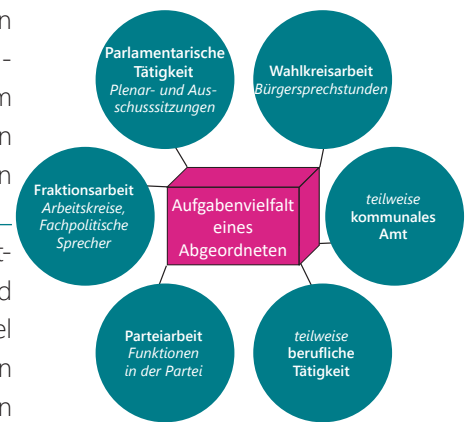 n
-
m
n
n
t-
d
el
n
n
Parlamentarische
Tätigkeit
Plenar- und Aus-
schusssitzungen
Wahlkreisarbeit
Bürgersprechstunden
Fraktionsarbeit
Arbeitskreise,
Fachpolitische
Sprecher
Aufgabenvielfalt
eines
Abgeordneten
teilweise
kommunales
Amt
Parteiarbeit
Funktionen
in der Partei
teilweise
berufliche
Tätigkeit